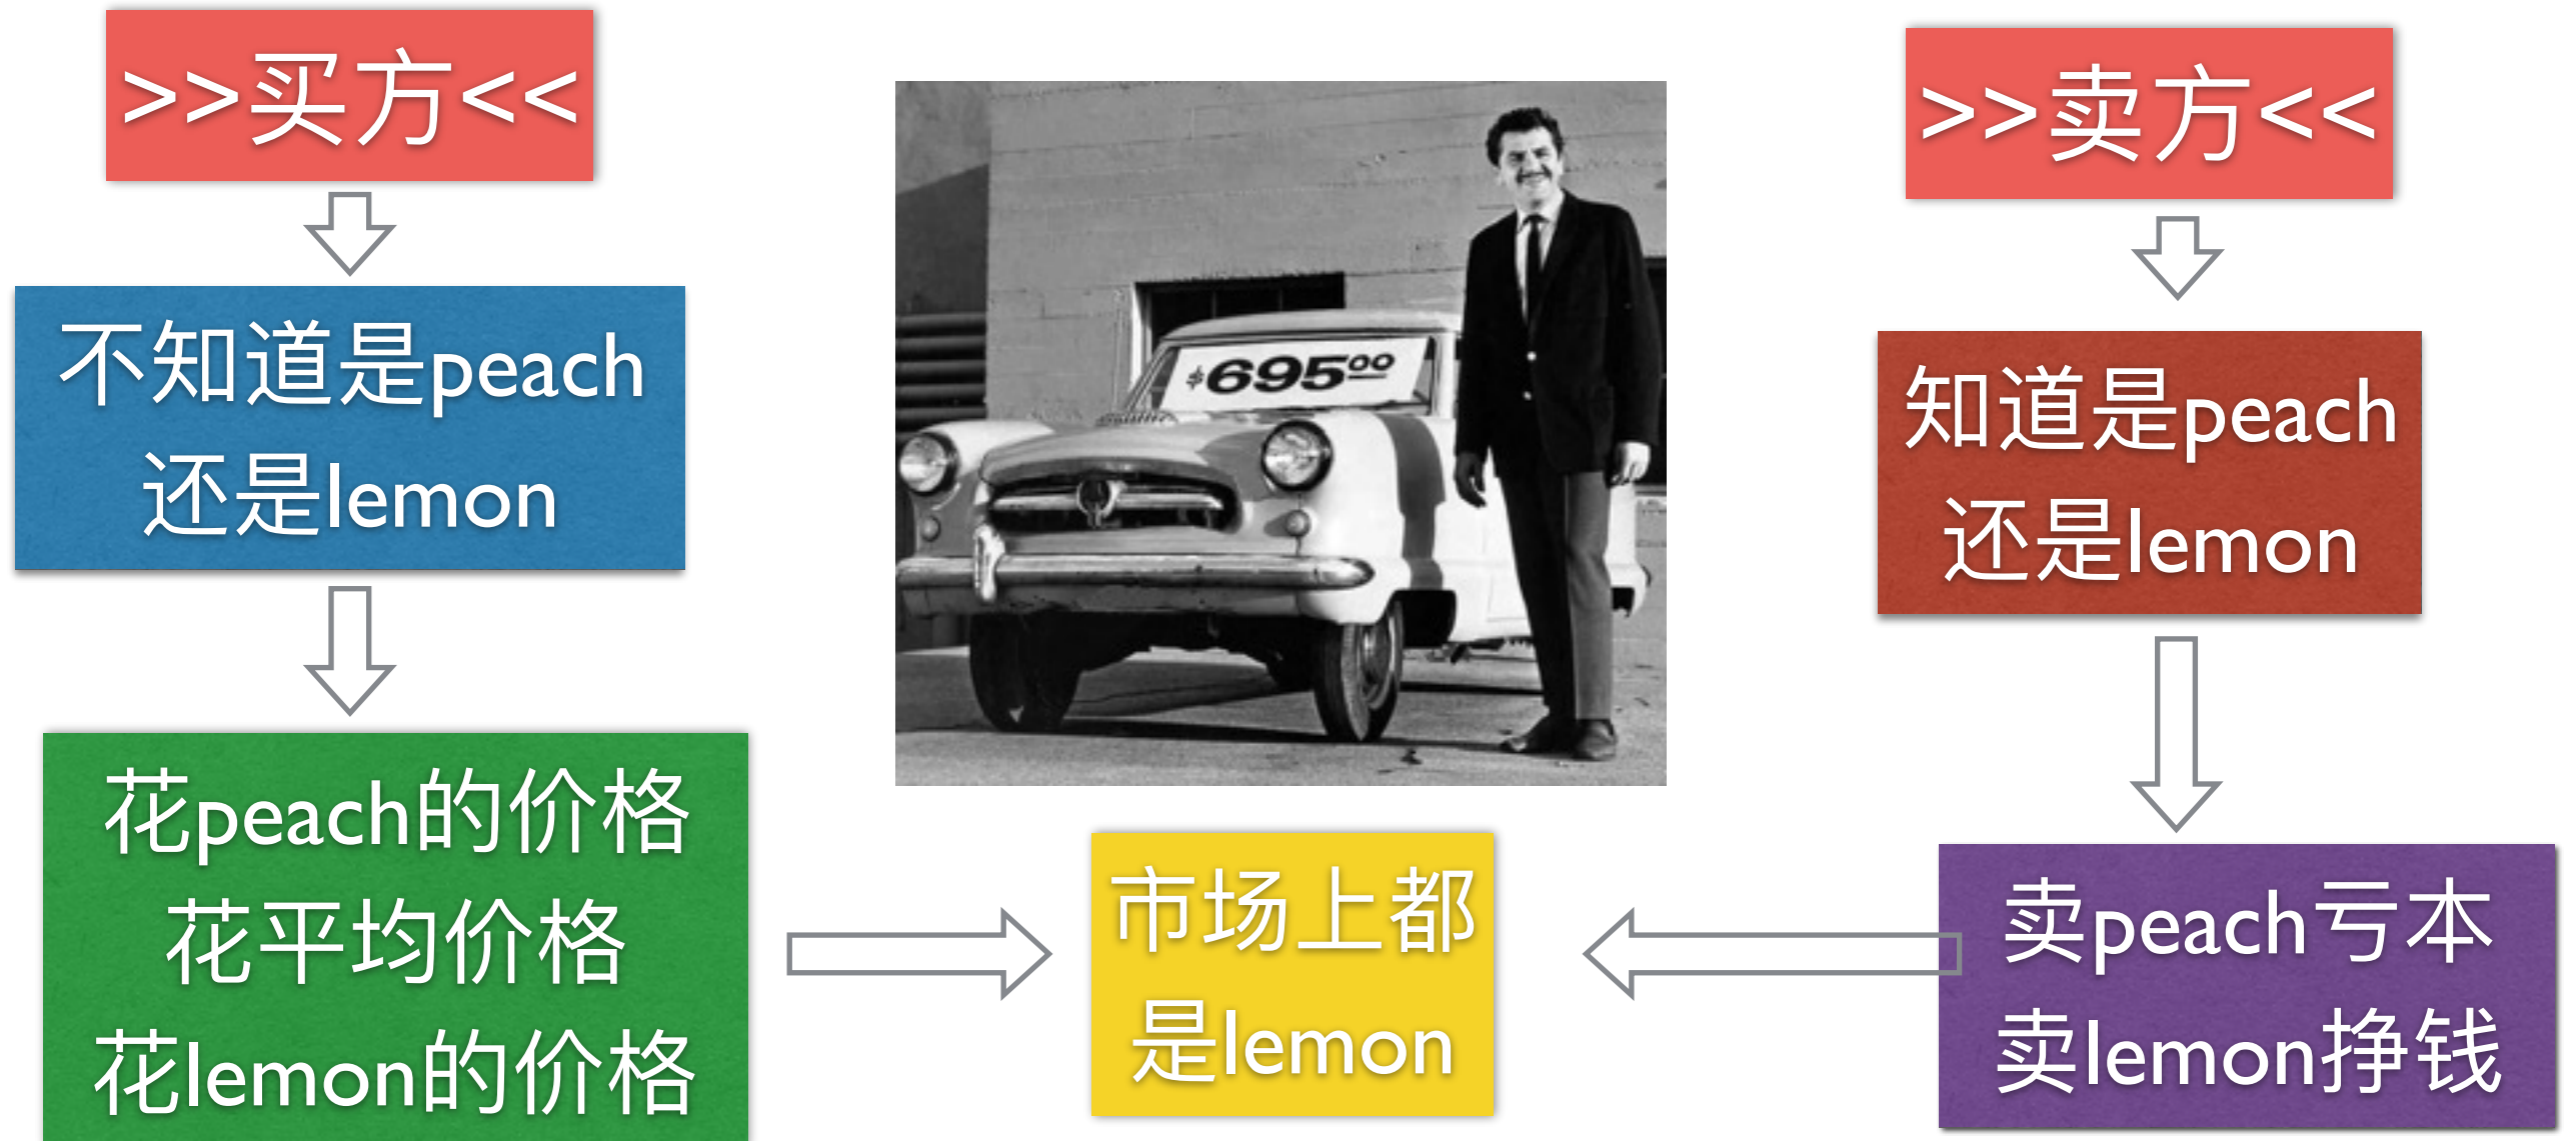 >>买方<<
不知道是peach
还是lemon
花peach的价格
花平均价格
花lemon的价格
$695.00
市场上都
是lemon
>>卖方<<
知道是peach
还是lemon
卖peach亏本
卖lemon挣钱